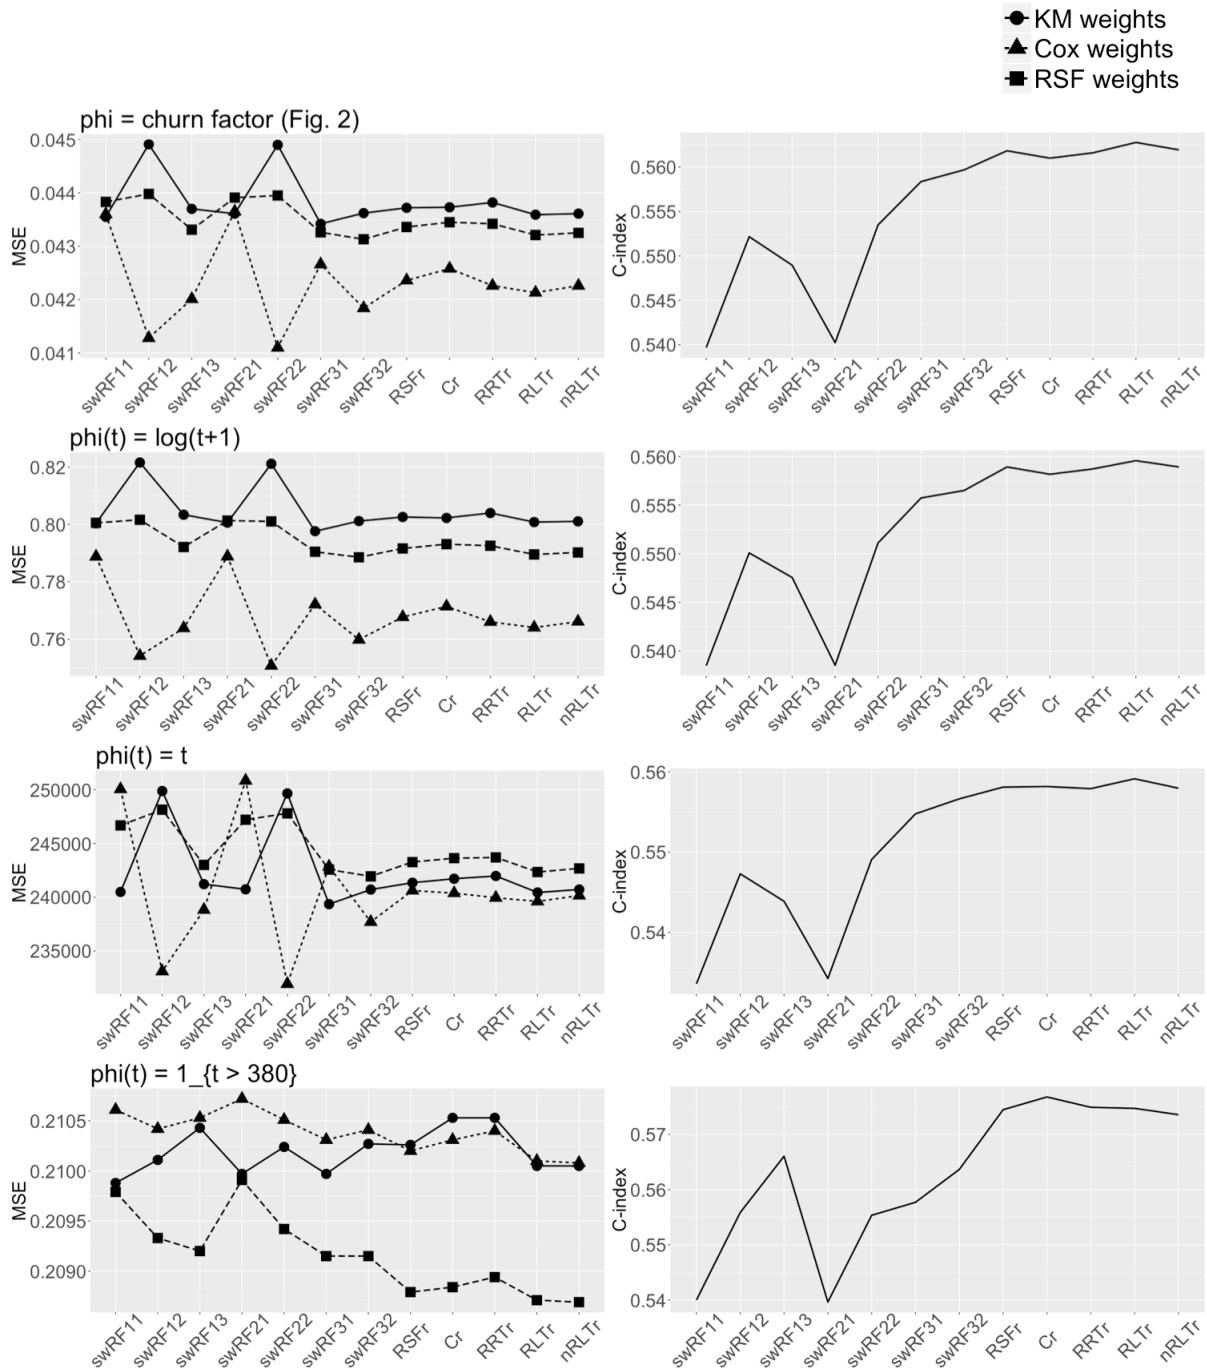 KM weights
Cox weights
RSF weights
phi = churn factor (Fig. 2)
MSE
0.045
0.044
0.043
0.042
0.041
swRF11 swRF12 swRF13 swRF21 swRF22 swRF31 swRF32 RSFr Cr RRTr RLTr nRLTr
C-index
0.560
0.555
0.550
0.545
0.540
swRF11 swRF12 swRF13 swRF21 swRF22 swRF31 swRF32 RSFr Cr RRTr RLTr nRLTr
phi(t) = log(t+1)
MSE
0.82
0.80
0.78
0.76
swRF11 swRF12 swRF13 swRF21 swRF22 swRF31 swRF32 RSFr Cr RRTr RLTr nRLTr
C-index
0.560
0.555
0.550
0.545
0.540
swRF11 swRF12 swRF13 swRF21 swRF22 swRF31 swRF32 RSFr Cr RRTr RLTr nRLTr
phi(t) = t
MSE
250000
245000
240000
235000
swRF11 swRF12 swRF13 swRF21 swRF22 swRF31 swRF32 RSFr Cr RRTr RLTr nRLTr
C-index
0.56
0.55
0.54
swRF11 swRF12 swRF13 swRF21 swRF22 swRF31 swRF32 RSFr Cr RRTr RLTr nRLTr
phi(t) = 1_{t > 380}
MSE
0.2105
0.2100
0.2095
0.2090
swRF11 swRF12 swRF13 swRF21 swRF22 swRF31 swRF32 RSFr Cr RRTr RLTr nRLTr
C-index
0.57
0.56
0.55
0.54
swRF11 swRF12 swRF13 swRF21 swRF22 swRF31 swRF32 RSFr Cr RRTr RLTr nRLTr